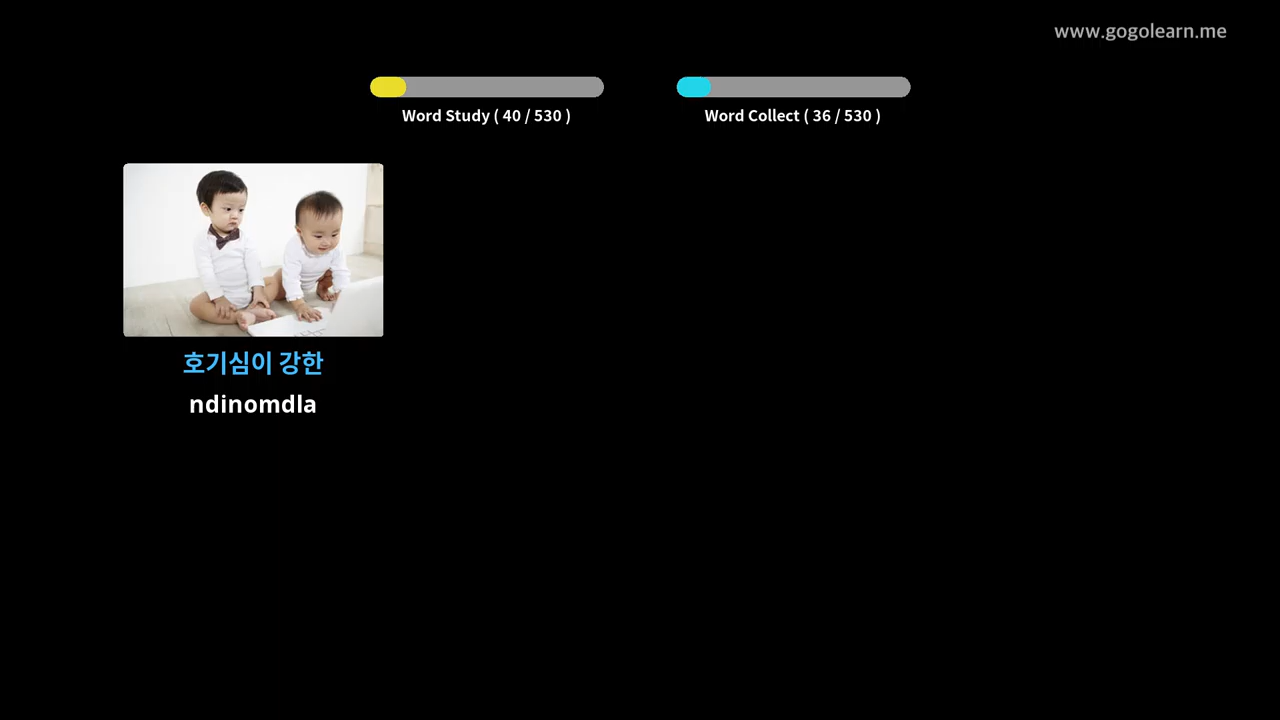 www.gogolearn.me
Word Study ( 40 / 530 )
Word Collect ( 36 / 530 )
호기심이 강한
ndinomdla